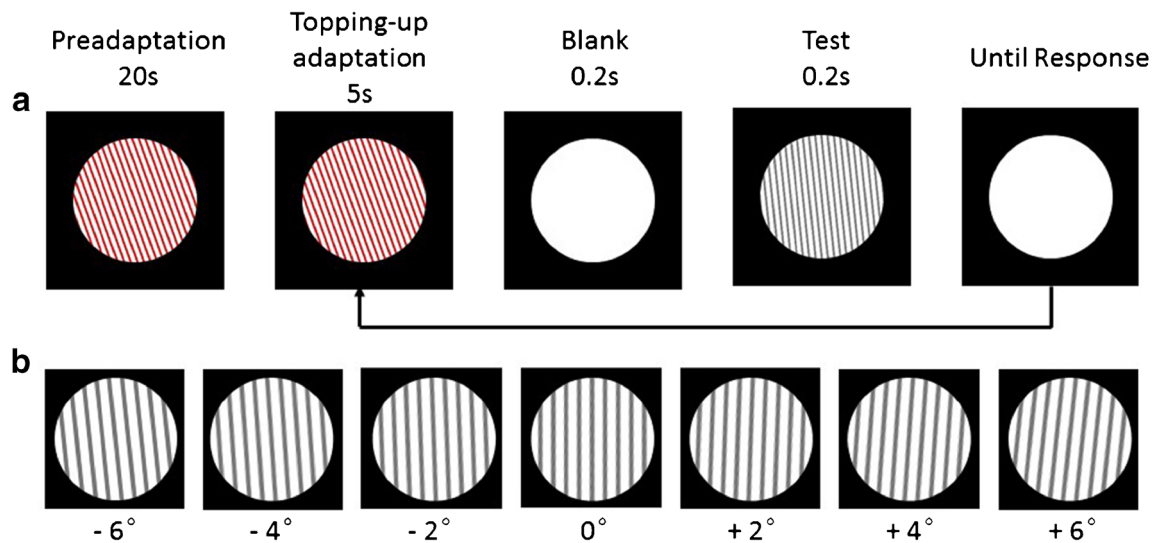 Preadaptation
20s
Topping-up
adaptation
5s
Blank
0.2s
Test
0.2s
Until Response
a
b
- 6°
- 4°
- 2°
0°
+ 2°
+ 4°
+ 6°